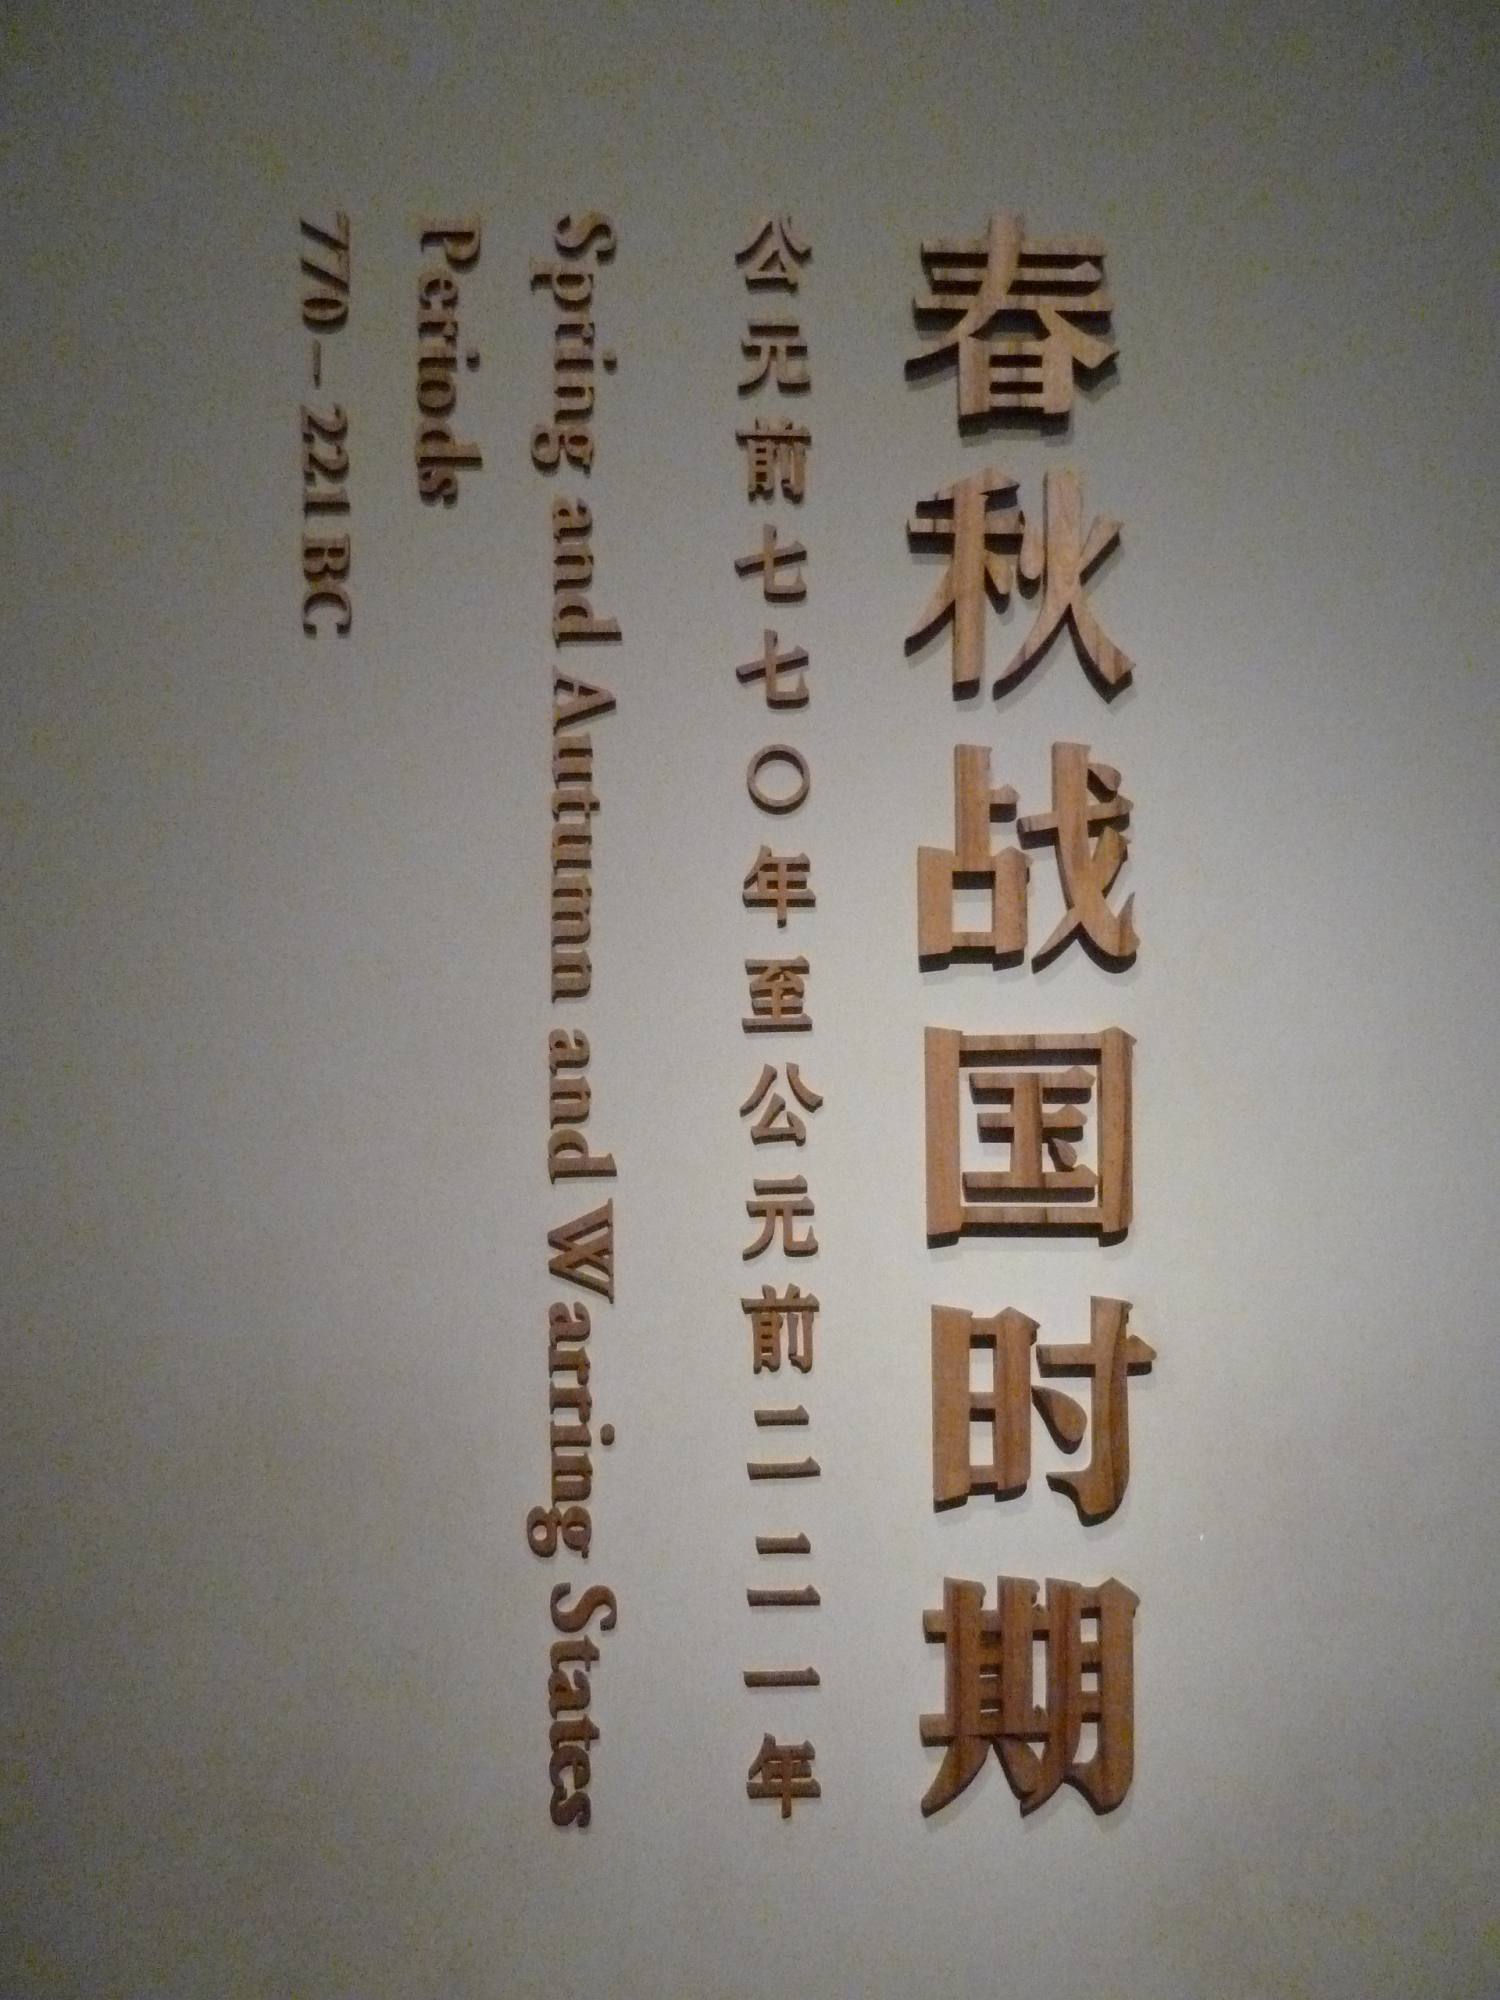 春秋战国时期
公元前七七〇年至公元前二二一年
Spring and Autumn and Warring States
Periods
770 – 221 BC